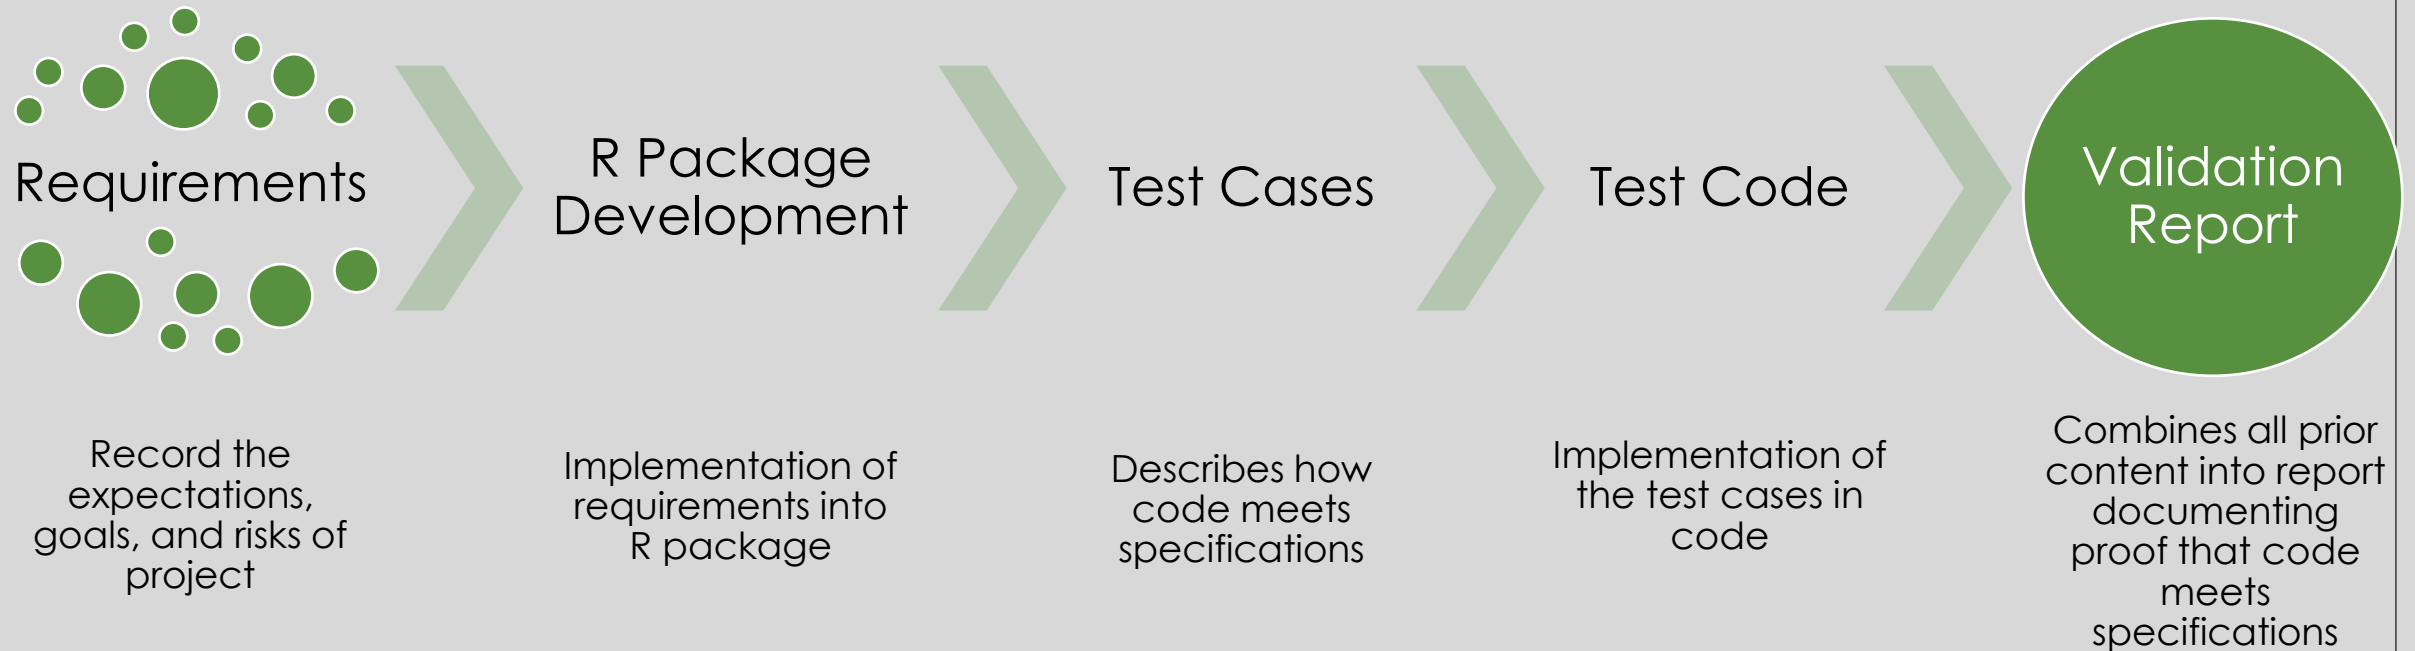 Requirements
R Package
Development
Test Cases
Test Code
Validation
Report
Record the
expectations,
goals, and risks of
project
Implementation of
requirements into
R package
Describes how
code meets
specifications
Implementation of
the test cases in
code
Combines all prior
content into report
documenting
proof that code
meets
specifications